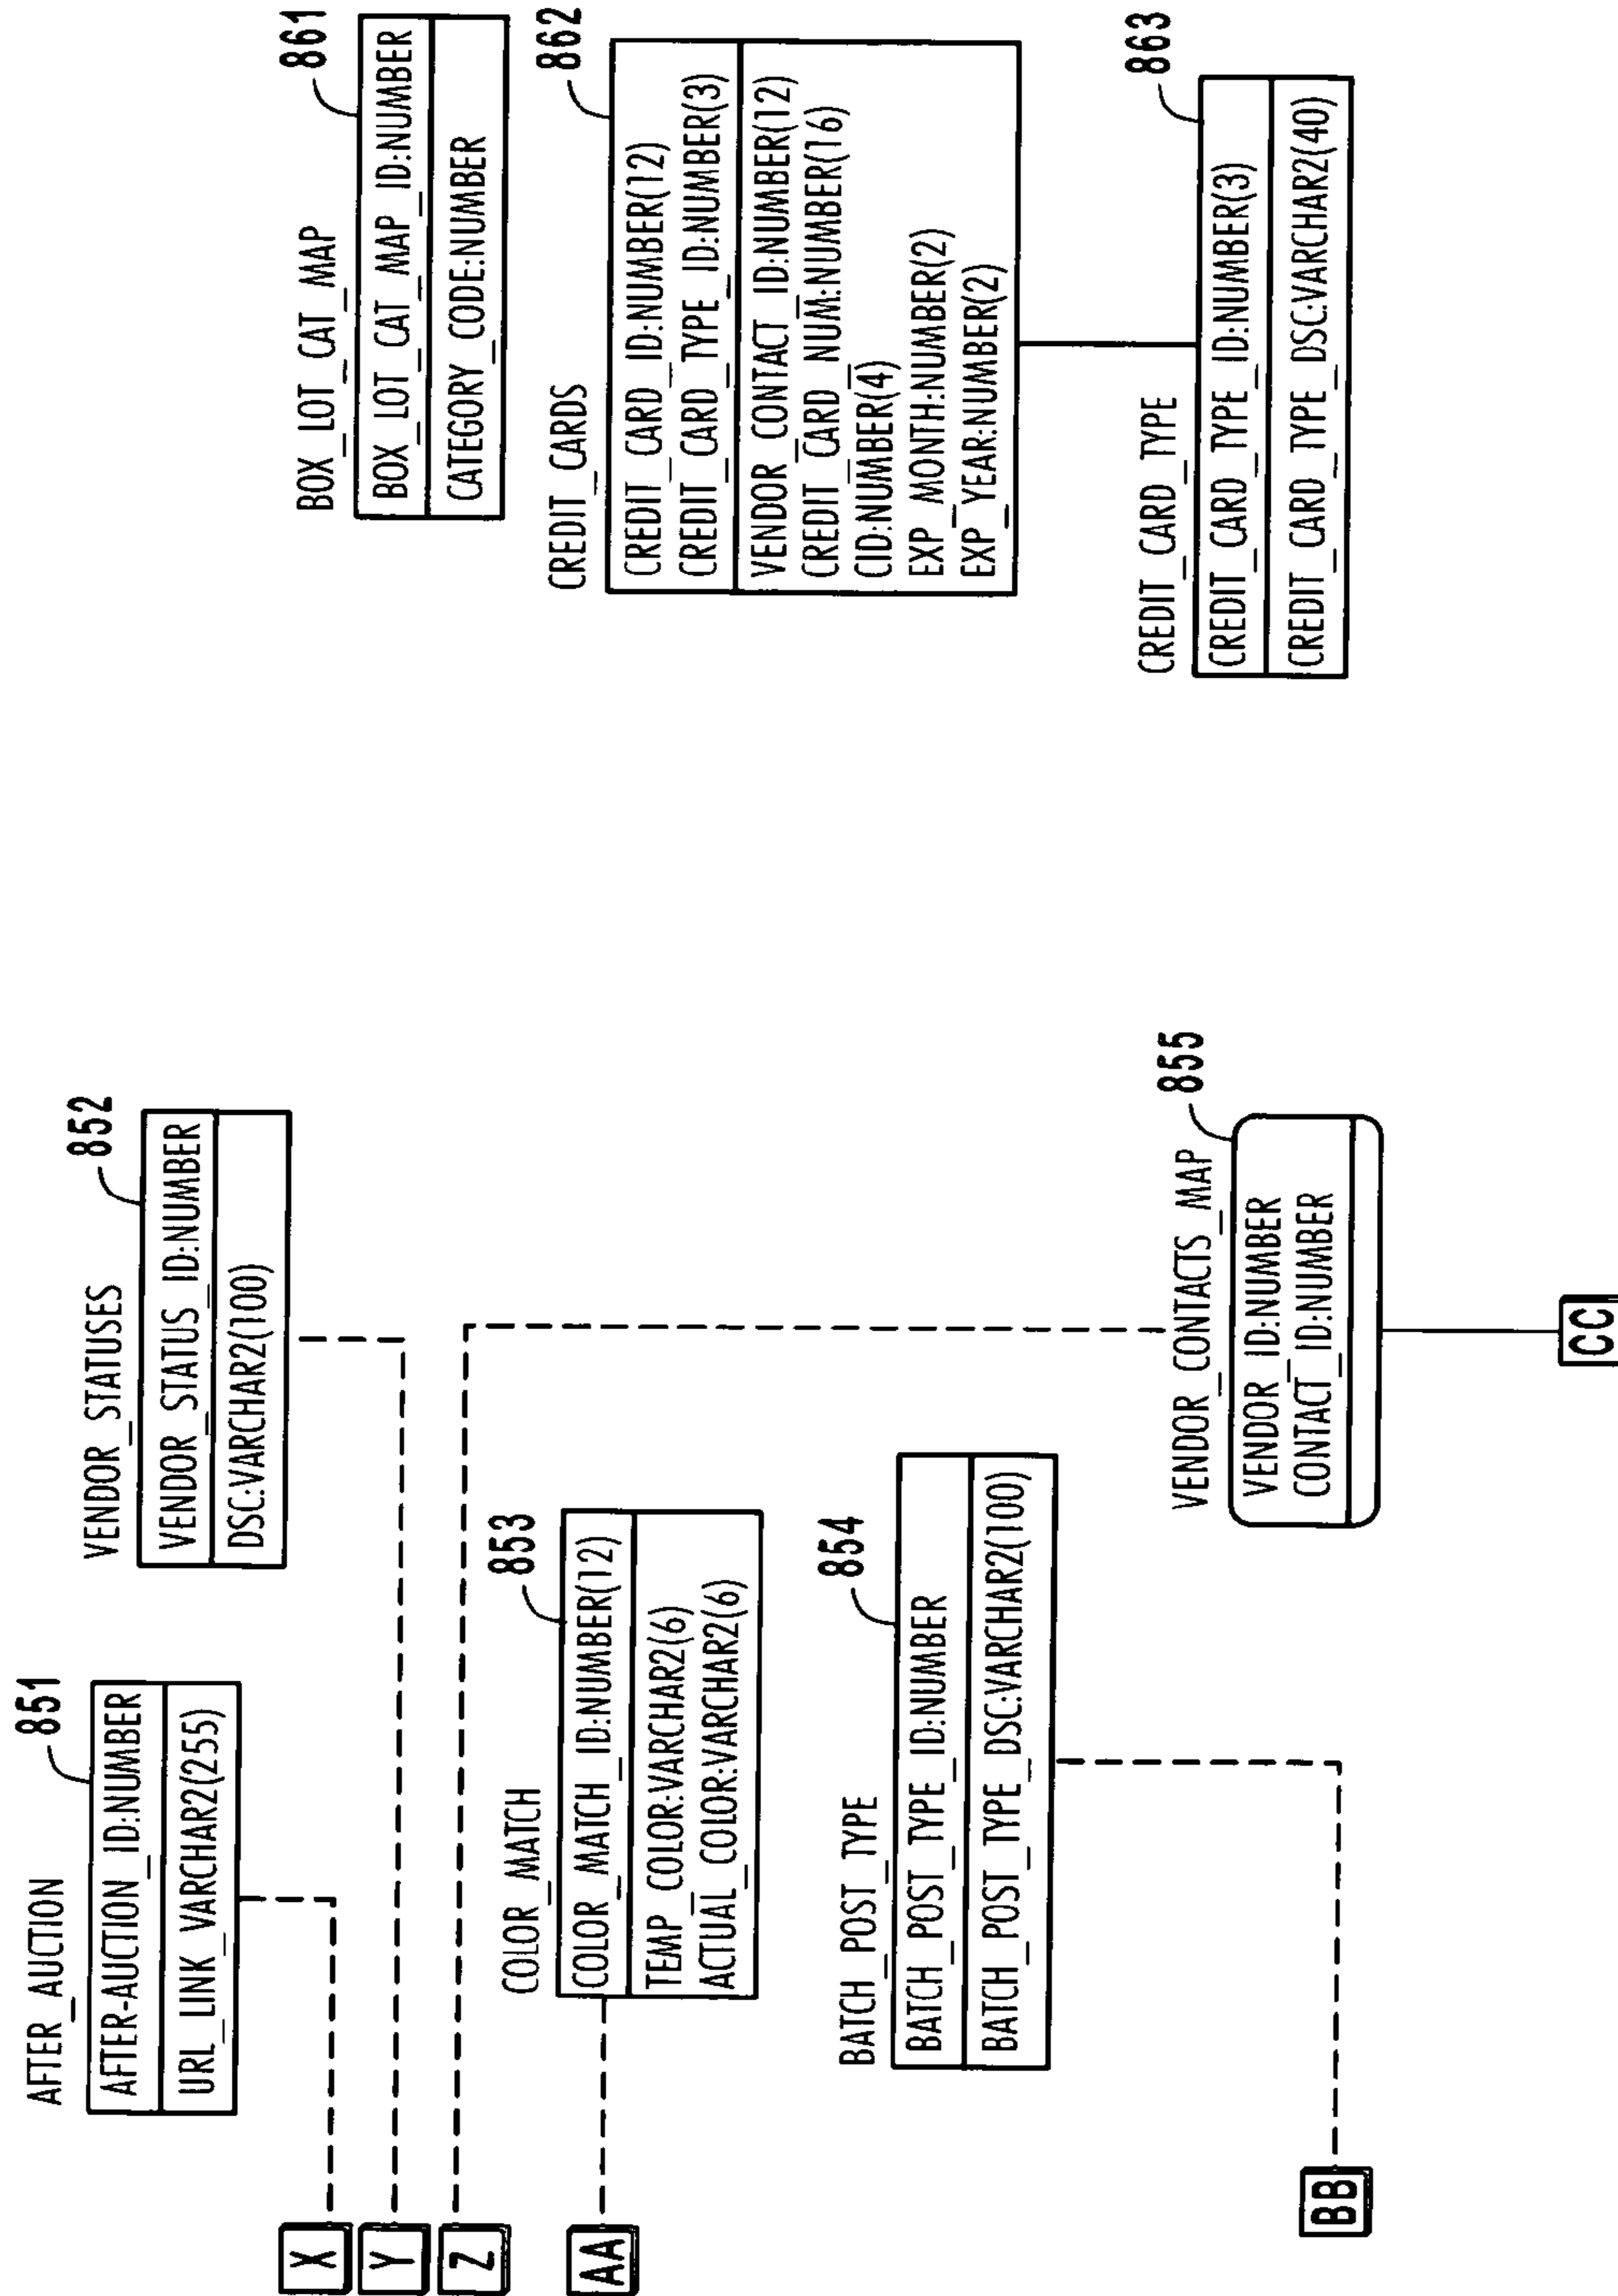 AFTER_AUCTION
851
AFTER-AUCTION_ID:NUMBER
URL_LINK_VARCHAR2(255)
VENDOR_STATUSES
852
VENDOR_STATUS_ID:NUMBER
DSC:VARCHAR2(100)
X
Y
Z
COLOR_MATCH
853
COLOR_MATCH_ID:NUMBER(12)
TEMP_COLOR:VARCHAR2(6)
ACTUAL_COLOR:VARCHAR2(6)
AA
BATCH_POST_TYPE
854
BATCH_POST_TYPE_ID:NUMBER
BATCH_POST_TYPE_DSC:VARCHAR2(100)
BB
VENDOR_CONTACTS_MAP
855
VENDOR_ID:NUMBER
CONTACT_ID:NUMBER
CC
BOX_LOT_CAT_MAP
861
BOX_LOT_CAT_MAP_ID:NUMBER
CATEGORY_CODE:NUMBER
CREDIT_CARDS
862
CREDIT_CARD_ID:NUMBER(12)
CREDIT_CARD_TYPE_ID:NUMBER(3)
VENDOR_CONTACT_ID:NUMBER(12)
CREDIT_CARD_NUM:NUMBER(16)
CID:NUMBER(4)
EXP_MONTH:NUMBER(2)
EXP_YEAR:NUMBER(2)
CREDIT_CARD_TYPE
863
CREDIT_CARD_TYPE_ID:NUMBER(3)
CREDIT_CARD_TYPE_DSC:VARCHAR2(40)